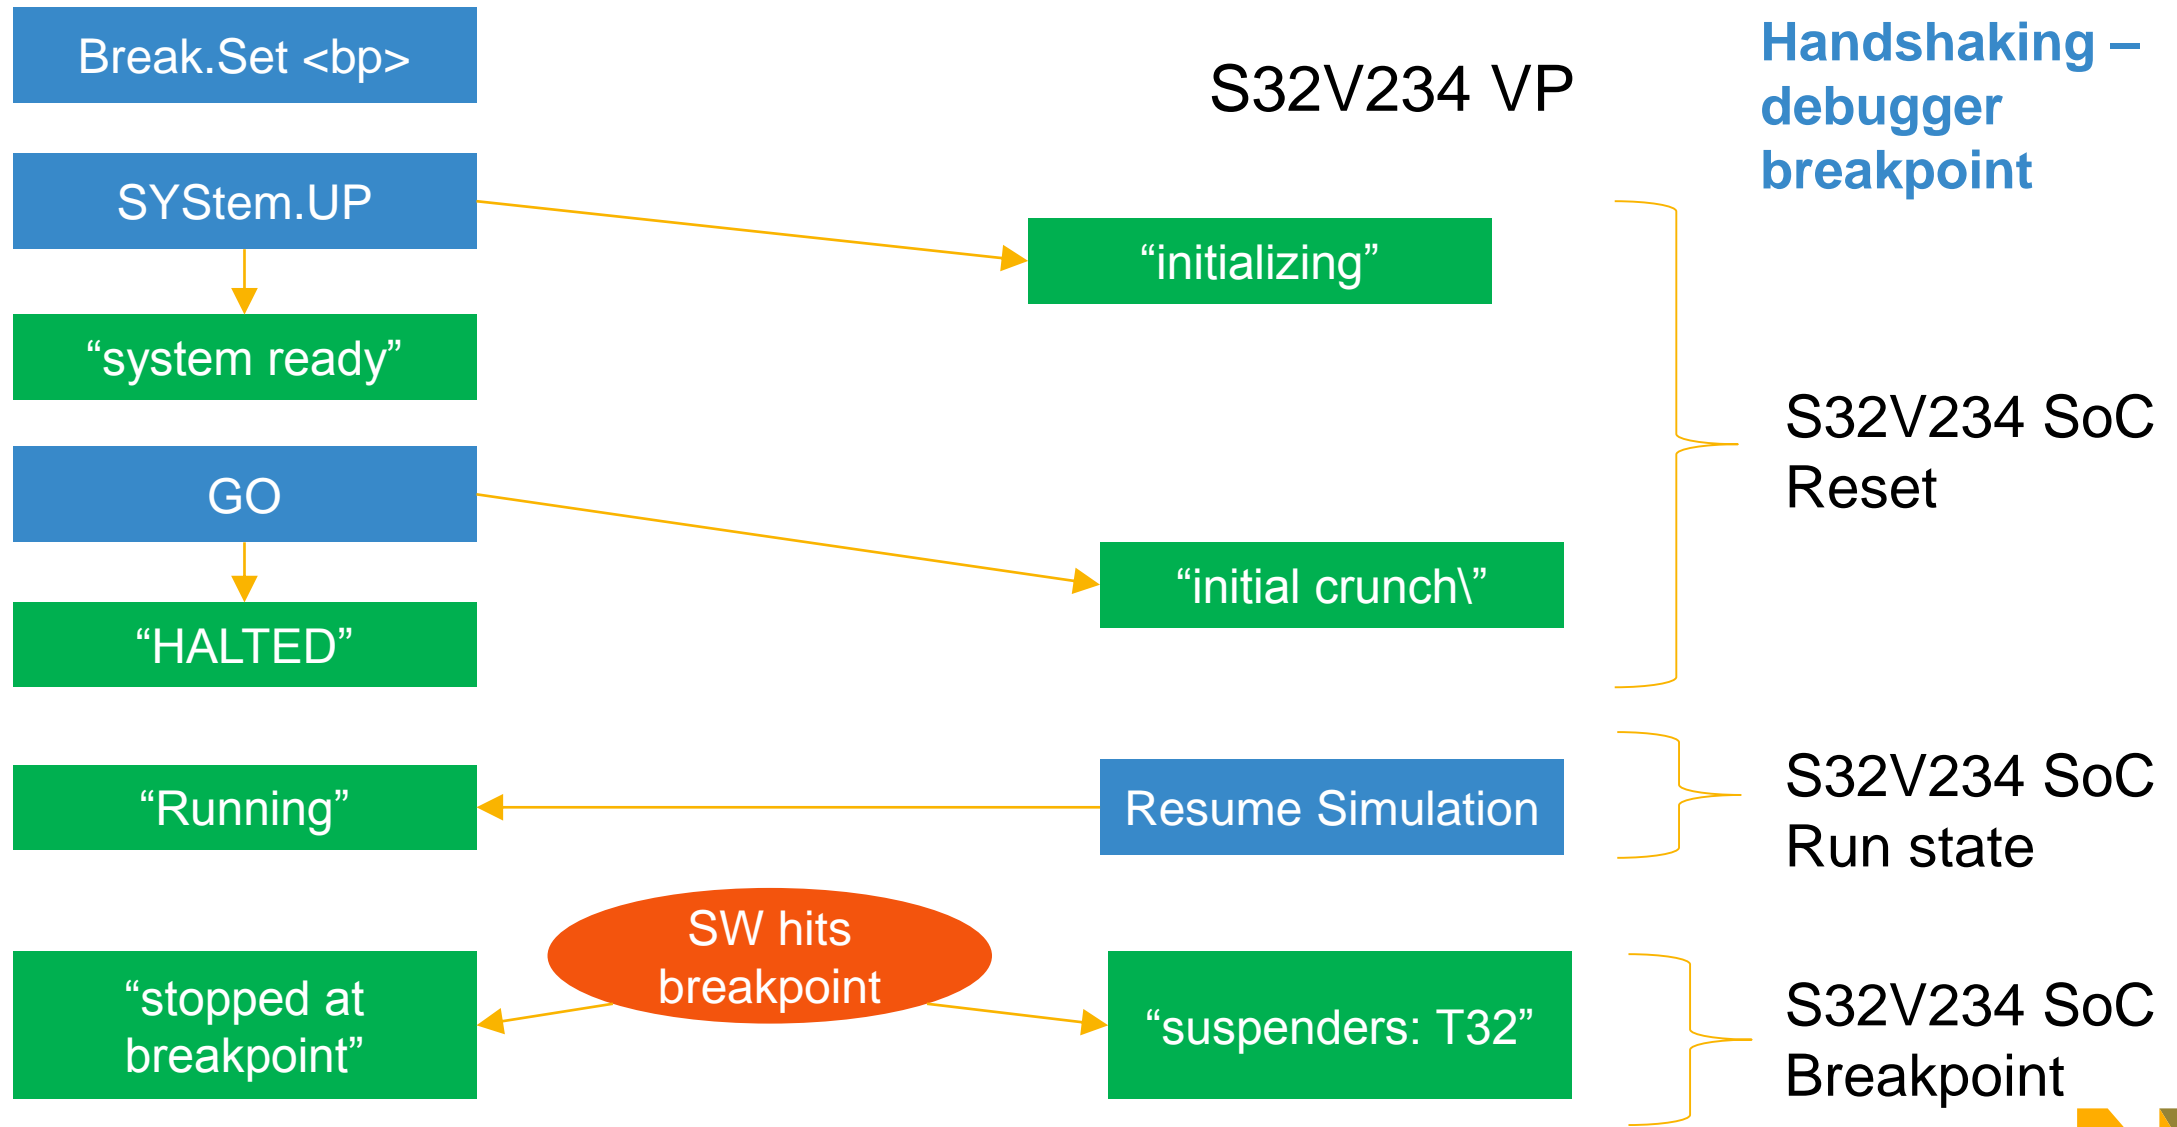 Break.Set <bp>
S32V234 VP
Handshaking –
debugger
breakpoint
SYStem.UP
“initializing”
“system ready”
S32V234 SoC
Reset
GO
“initial crunch\”
“HALTED”
“Running”
Resume Simulation
S32V234 SoC
Run state
SW hits
breakpoint
“stopped at
breakpoint”
“suspenders: T32”
S32V234 SoC
Breakpoint